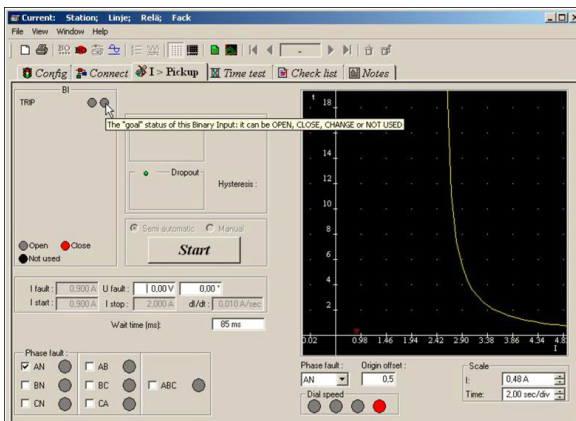 Current: Station; Linje; Relä; Fack
File View Window Help
BO
-
Config Connect I > Pickup Time test Check list Notes
BI
TRIP
The "goal" status of this Binary Input: it can be OPEN, CLOSE, CHANGE or NOT USED
Dropout
Hysteresis :
Open Close
Not used
Semi automatic Manual
Start
I fault : 0,900 A U fault : 0,00 V 0,00 °
I start : 0,900 A I stop : 2,000 A dI/dt : 0,010 A/sec
Wait time (ms): 85 ms
Phase fault :
AN AB
BN BC ABC
CN CA
t
18
14
12
10
8
6
4
2
0.02 0.98 1.46 1.94 2.42 2.90 3.38 3.86 4.34 4.8
I
Phase fault : Origin offset :
AN 0,5
Dial speed
Scale
I: 0,48 A
Time: 2,00 sec/div